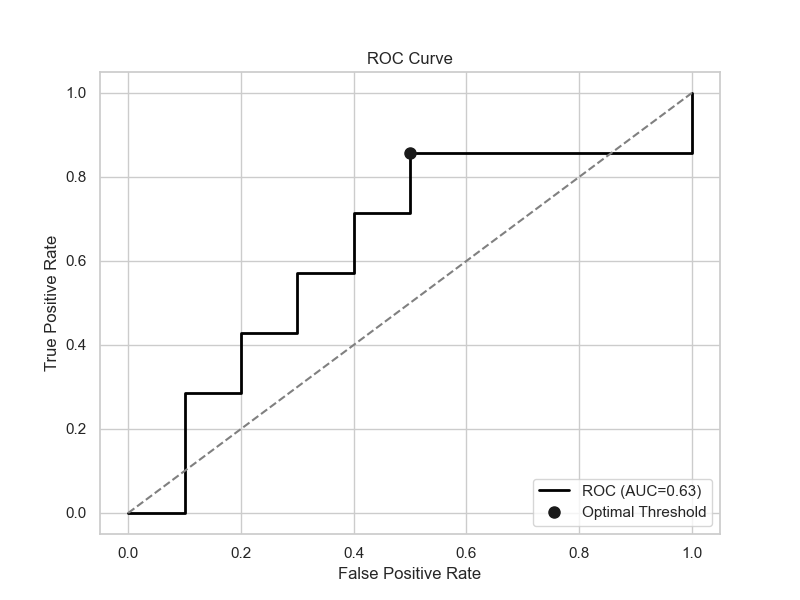 ROC Curve
1.0
0.8
0.6
0.4
0.2
0.0
True Positive Rate
0.0 0.2 0.4 0.6 0.8 1.0
False Positive Rate
ROC (AUC=0.63)
Optimal Threshold